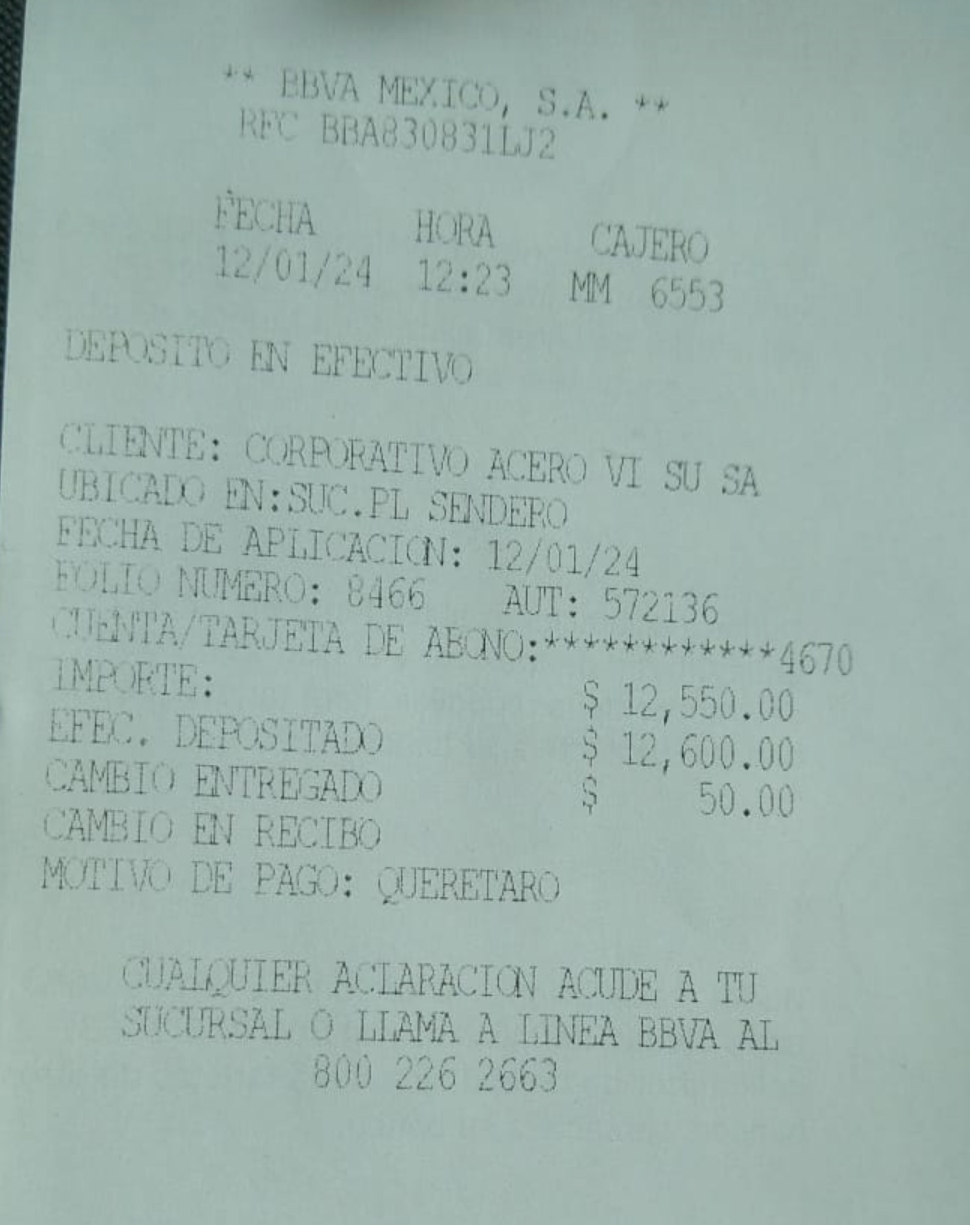 ** BBVA MEXICO, S.A. **
RFC BBA830831LJ2
FECHA HORA CAJERO
12/01/24 12:23 MM 6553
DEPOSITO EN EFECTIVO
CLIENTE: CORPORATIVO ACERO VI SU SA
UBICADO EN:SUC.PL SENDERO
FECHA DE APLICACION: 12/01/24
FOLIO NUMERO: 8466 AUT: 572136
CUENTA/TARJETA DE ABONO:************4670
IMPORTE: $ 12,550.00
EFEC. DEPOSITADO $ 12,600.00
CAMBIO ENTREGADO $ 50.00
CAMBIO EN RECIBO
MOTIVO DE PAGO: QUERETARO
CUALQUIER ACLARACION ACUDE A TU
SUCURSAL O LLAMA A LINEA BBVA AL
800 226 2663